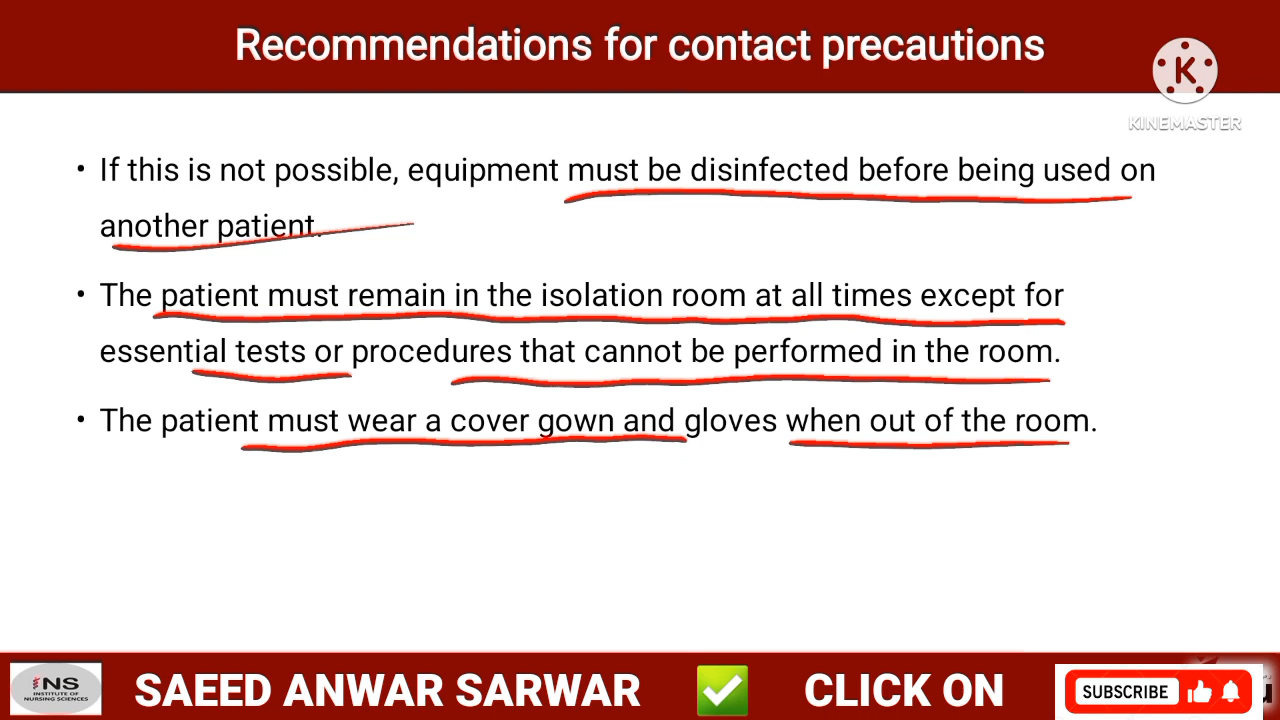 Recommendations for contact precautions
K
KINEMASTER
• If this is not possible, equipment must be disinfected before being used on
another patient.
• The patient must remain in the isolation room at all times except for
essential tests or procedures that cannot be performed in the room.
• The patient must wear a cover gown and gloves when out of the room.
INS
INSTITUTE OF
NURSING SCIENCES
SAEED ANWAR SARWAR
CLICK ON
SUBSCRIBE